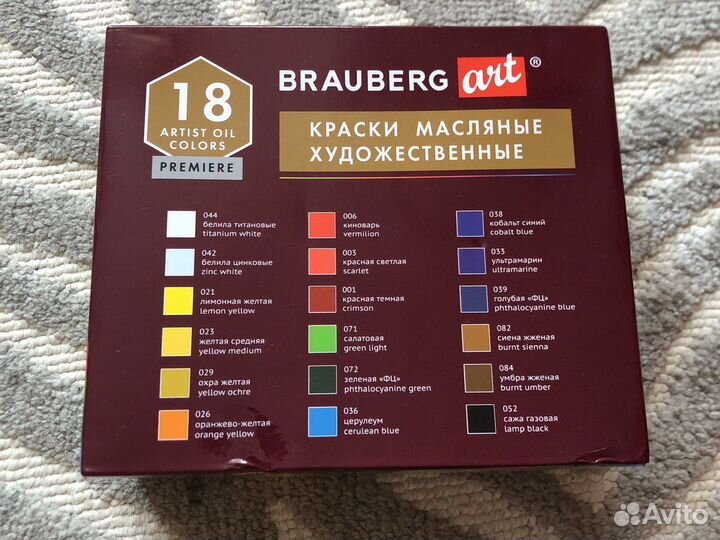 18
ARTIST OIL
COLORS
PREMIERE
BRAUBERG art ®
КРАСКИ МАСЛЯНЫЕ
ХУДОЖЕСТВЕННЫЕ
044
белила титановые
titanium white
042
белила цинковые
zinc white
021
лимонная желтая
lemon yellow
023
желтая средняя
yellow medium
029
охра желтая
yellow ochre
026
оранжево-желтая
orange yellow
006
киноварь
vermilion
003
красная светлая
scarlet
001
красная темная
crimson
071
салатовая
green light
072
зеленая «ФЦ»
phthalocyanine green
036
церулеум
cerulean blue
038
кобальт синий
cobalt blue
033
ультрамарин
ultramarine
039
голубая «ФЦ»
phthalocyanine blue
082
сиена жженая
burnt sienna
084
умбра жженая
burnt umber
052
сажа газовая
lamp black
Avito